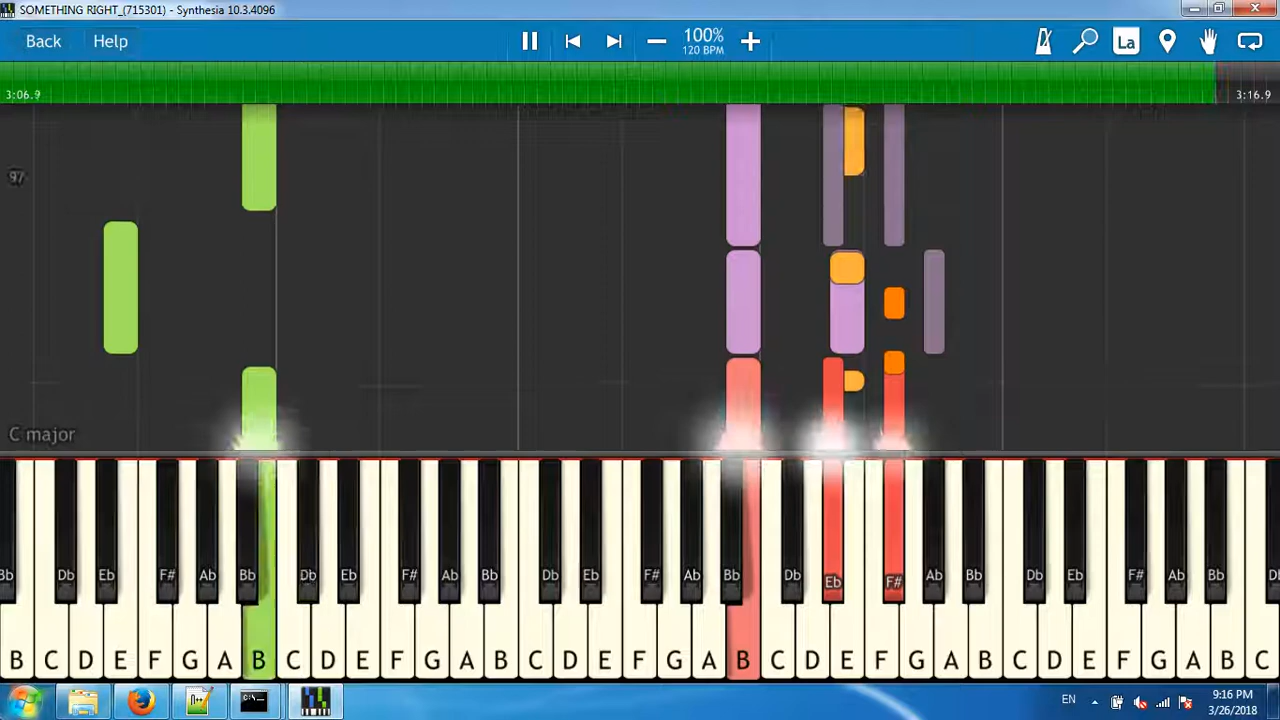 SOMETHING RIGHT_(715301) - Synthesia 10.3.4096
Back Help 100% La
120 BPM
3:06.9 3:16.9
97
C major
Bb Db Eb F# Ab Bb Db Eb F# Ab Bb Db Eb F# Ab Bb Db Eb F# Ab Bb Db Eb F# Ab Bb D
B C D E F G A B C D E F G A B C D E F G A B C D E F G A B C D E F G A B C
EN 9:16 PM
3/26/2018